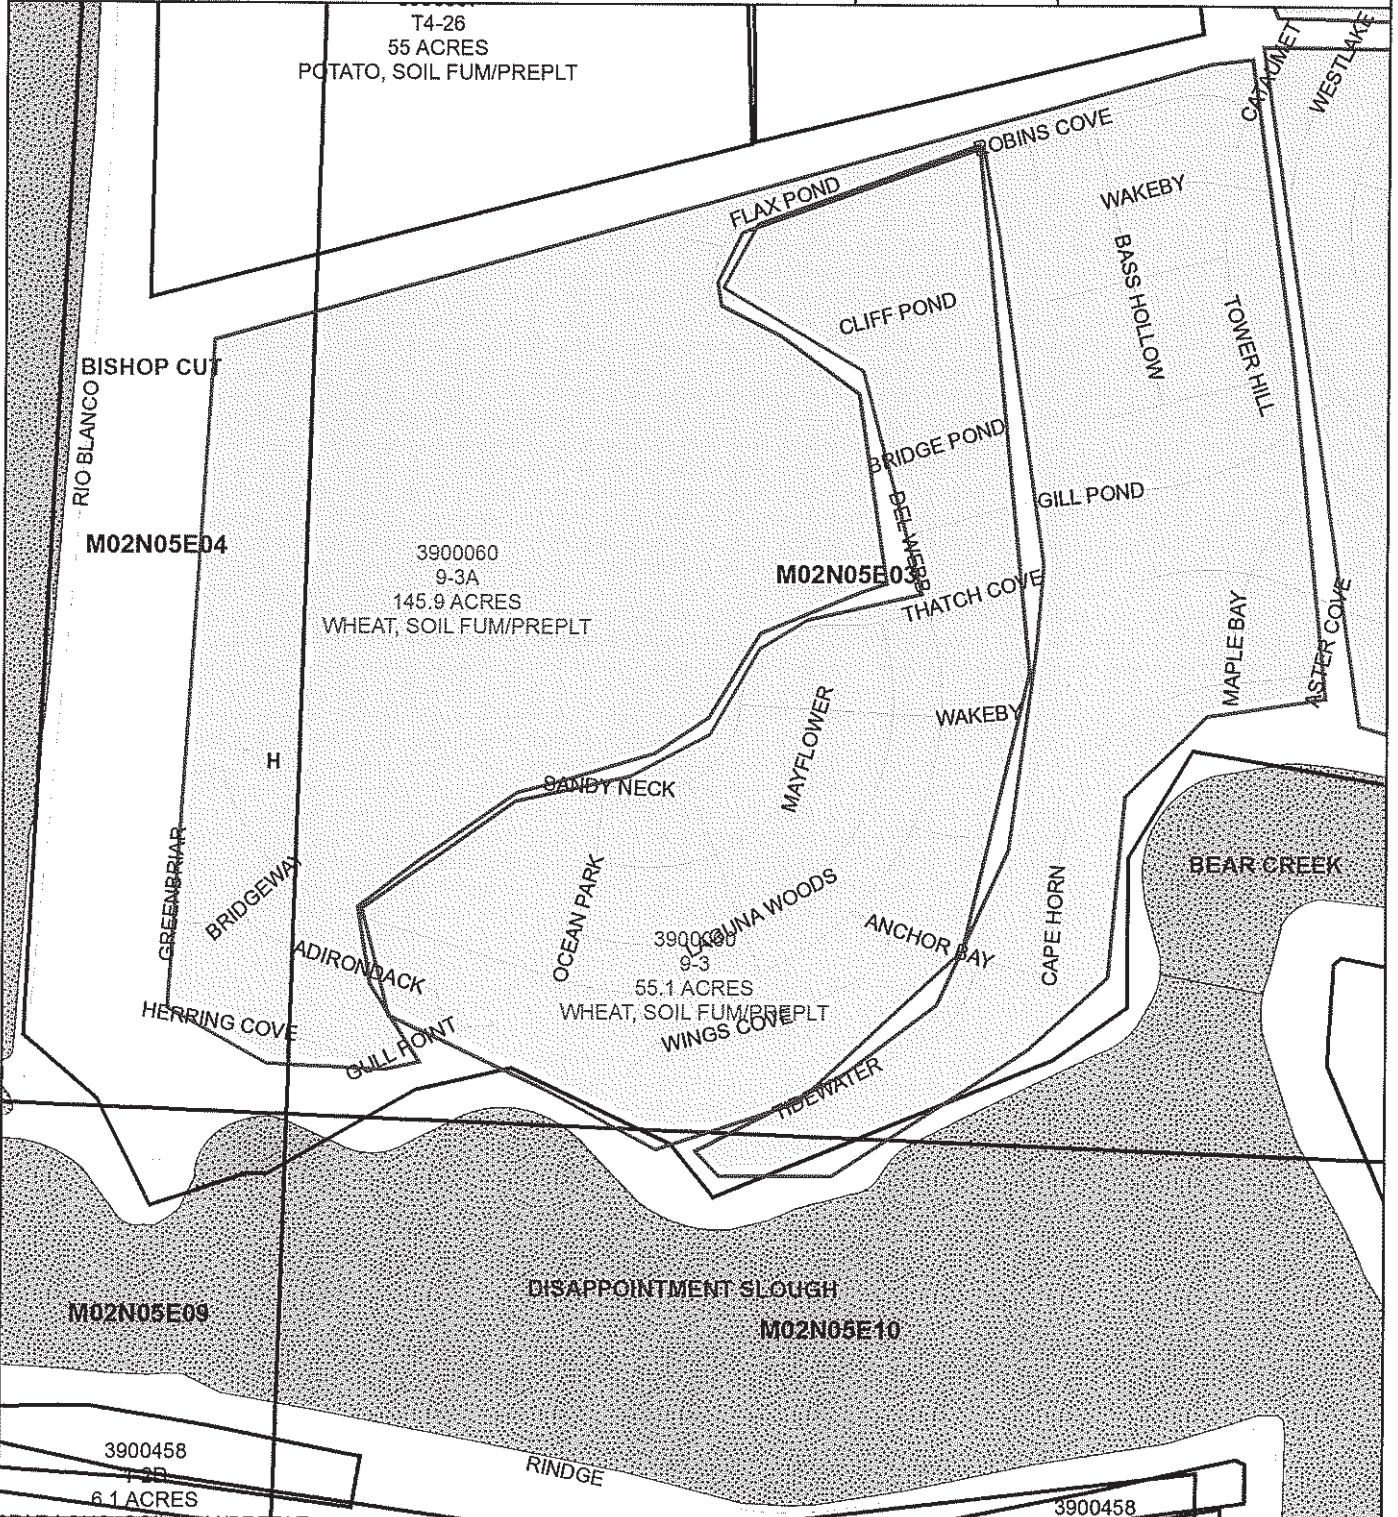 T4-26
55 ACRES
POTATO, SOIL FUM/PREPLT
CATAUMET
WESTLAKE
ROBINS COVE
FLAX POND
WAKEBY
BASS HOLLOW
TOWER HILL
CLIFF POND
BISHOP CUT
RIO BLANCO
BRIDGE POND
GILL POND
DEL WEBB
M02N05E04
3900060
9-3A
145.9 ACRES
WHEAT, SOIL FUM/PREPLT
M02N05E03
THATCH COVE
MAPLE BAY
ASTER COVE
WAKEBY
MAYFLOWER
H
SANDY NECK
GREENBRIAR
BRIDGEWAY
BEAR CREEK
OCEAN PARK
LAGUNA WOODS
CAPE HORN
ANCHOR BAY
ADIRONDACK
3900060
9-3
55.1 ACRES
WHEAT, SOIL FUM/PREPLT
HERRING COVE
GULL POINT
WINGS COVE
TIDEWATER
DISAPPOINTMENT SLOUGH
M02N05E09
M02N05E10
3900458
6.1 ACRES
RINDGE
3900458